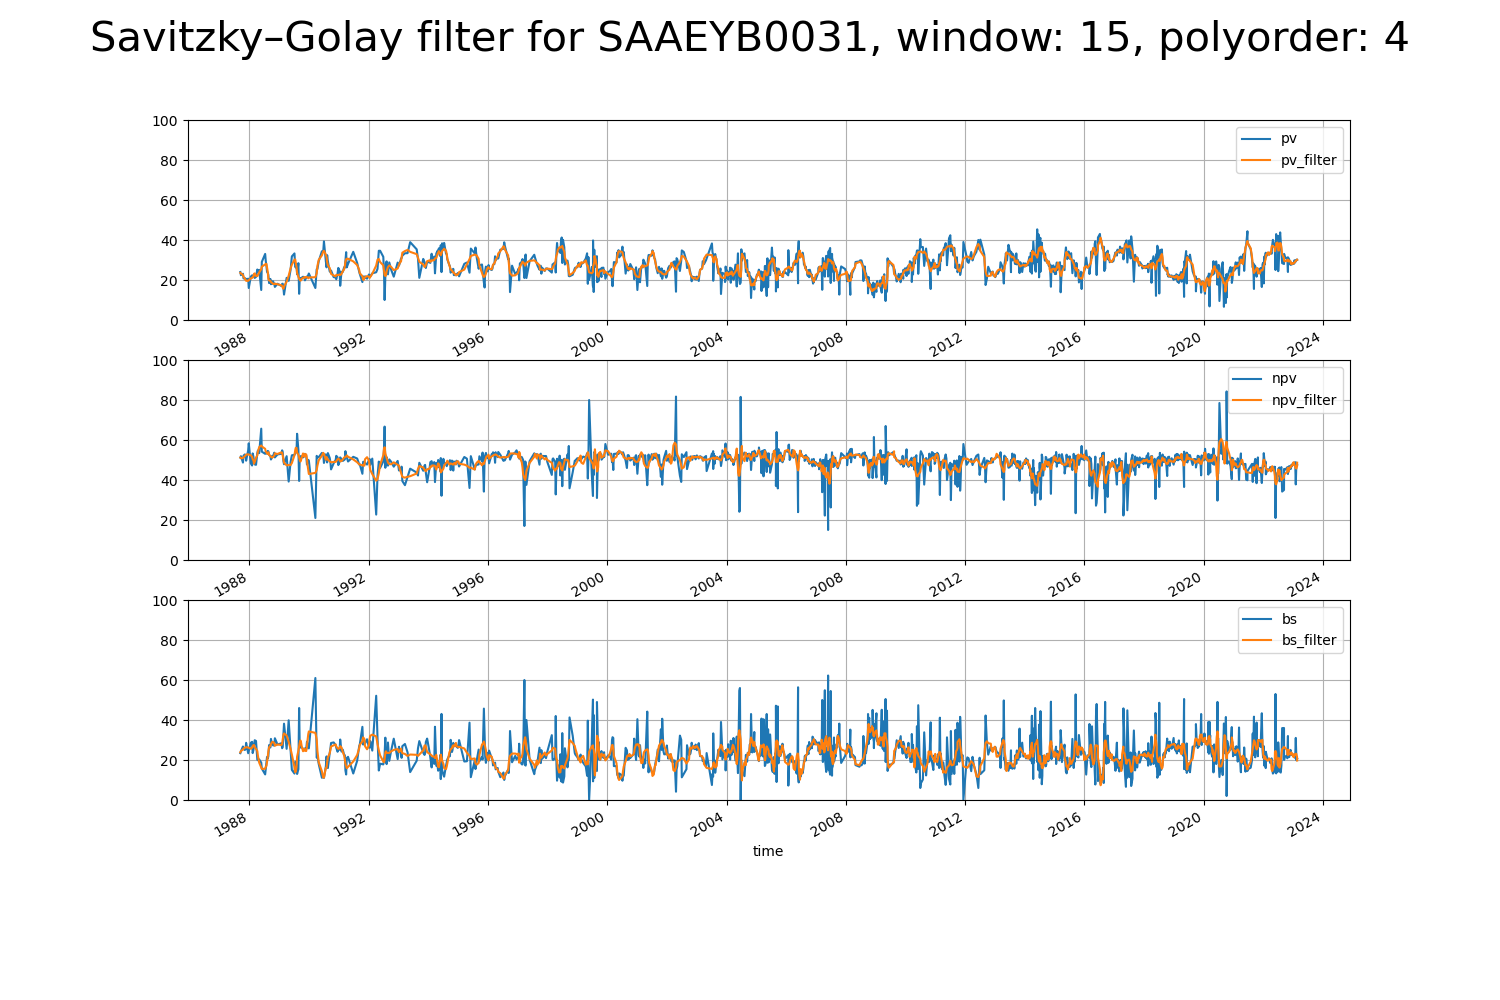 Savitzky–Golay filter for SAAEYB0031, window: 15, polyorder: 4
100
80
60
40
20
0
pv
pv_filter
1988 1992 1996 2000 2004 2008 2012 2016 2020 2024
100
80
60
40
20
0
npv
npv_filter
1988 1992 1996 2000 2004 2008 2012 2016 2020 2024
100
80
60
40
20
0
bs
bs_filter
1988 1992 1996 2000 2004 2008 2012 2016 2020 2024
time